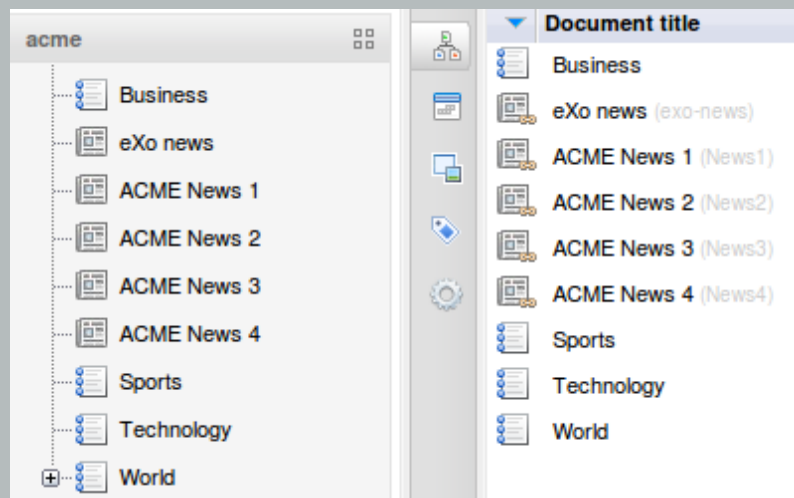 acme
Business
eXo news
ACME News 1
ACME News 2
ACME News 3
ACME News 4
Sports
Technology
World
Document title
Business
eXo news (exo-news)
ACME News 1 (News1)
ACME News 2 (News2)
ACME News 3 (News3)
ACME News 4 (News4)
Sports
Technology
World